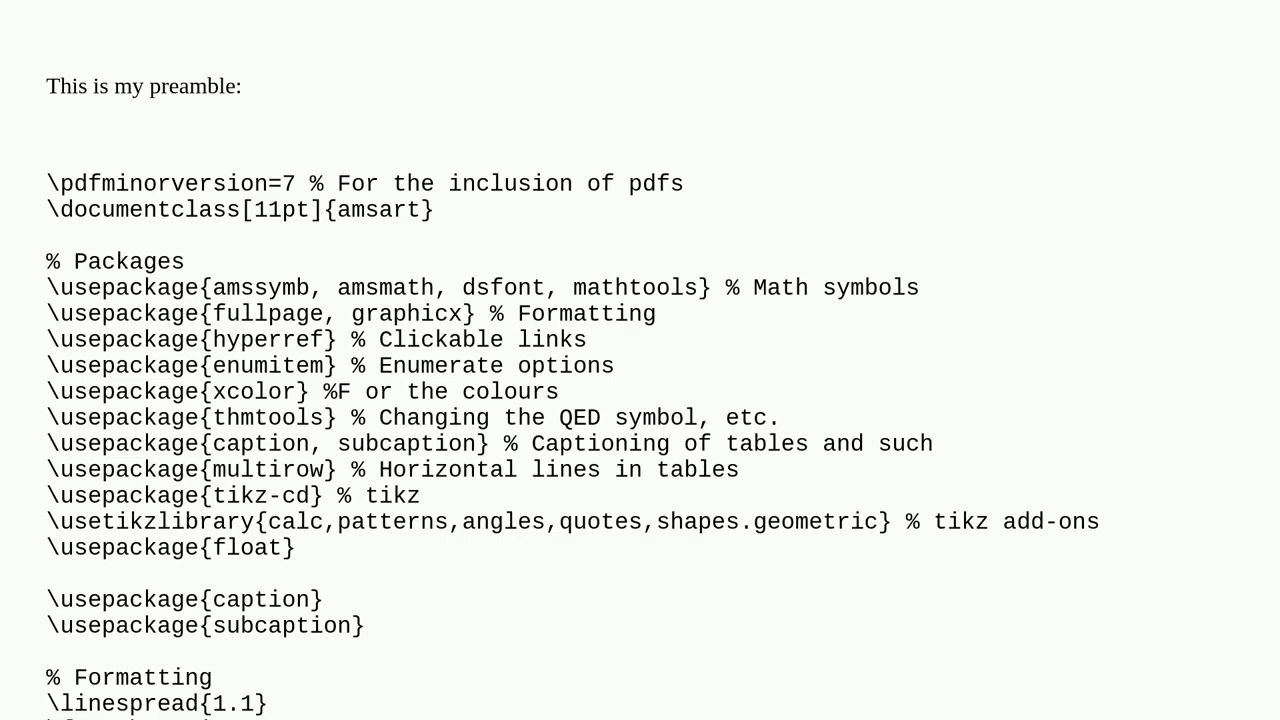 This is my preamble:
\pdfminorversion=7 % For the inclusion of pdfs
\documentclass[11pt]{amsart}
% Packages
\usepackage{amssymb, amsmath, dsfont, mathtools} % Math symbols
\usepackage{fullpage, graphicx} % Formatting
\usepackage{hyperref} % Clickable links
\usepackage{enumitem} % Enumerate options
\usepackage{xcolor} %F or the colours
\usepackage{thmtools} % Changing the QED symbol, etc.
\usepackage{caption, subcaption} % Captioning of tables and such
\usepackage{multirow} % Horizontal lines in tables
\usepackage{tikz-cd} % tikz
\usetikzlibrary{calc,patterns,angles,quotes,shapes.geometric} % tikz add-ons
\usepackage{float}
\usepackage{caption}
\usepackage{subcaption}
% Formatting
\linespread{1.1}